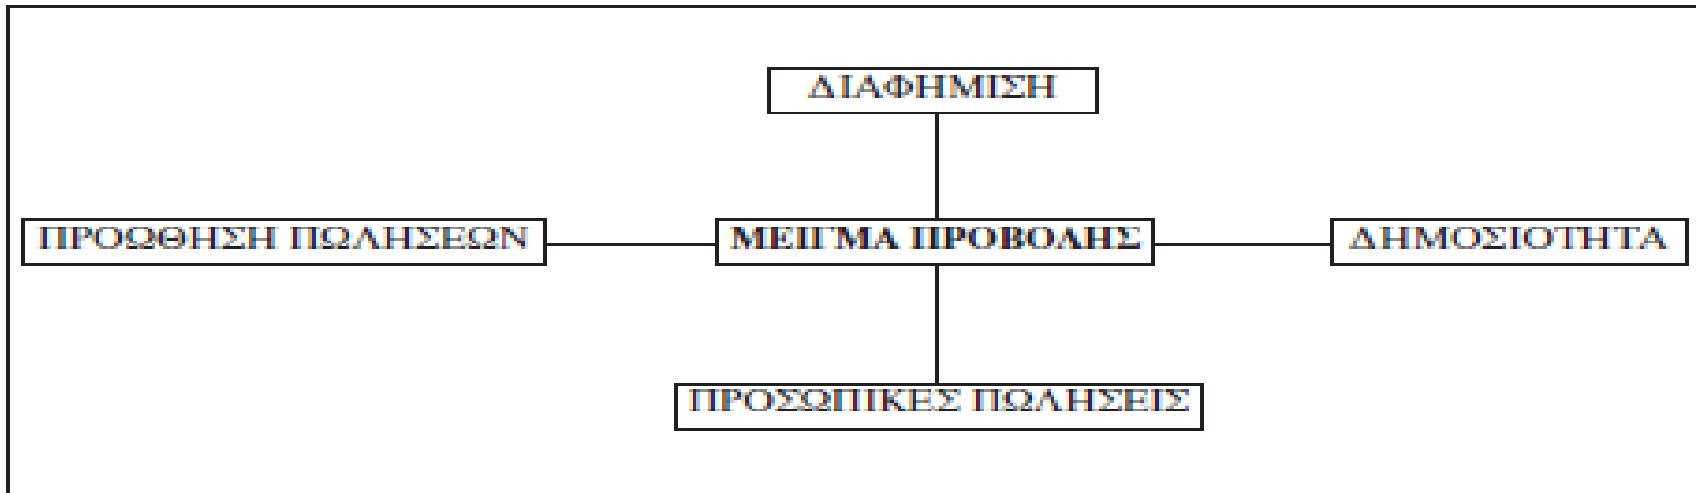 ΔΙΑΦΗΜΙΣΗ
ΠΡΟΩΘΗΣΗ ΠΩΛΗΣΕΩΝ
ΜΕΙΓΜΑ ΠΡΟΒΟΛΗΣ
ΔΗΜΟΣΙΟΤΗΤΑ
ΠΡΟΣΩΠΙΚΕΣ ΠΩΛΗΣΕΙΣ